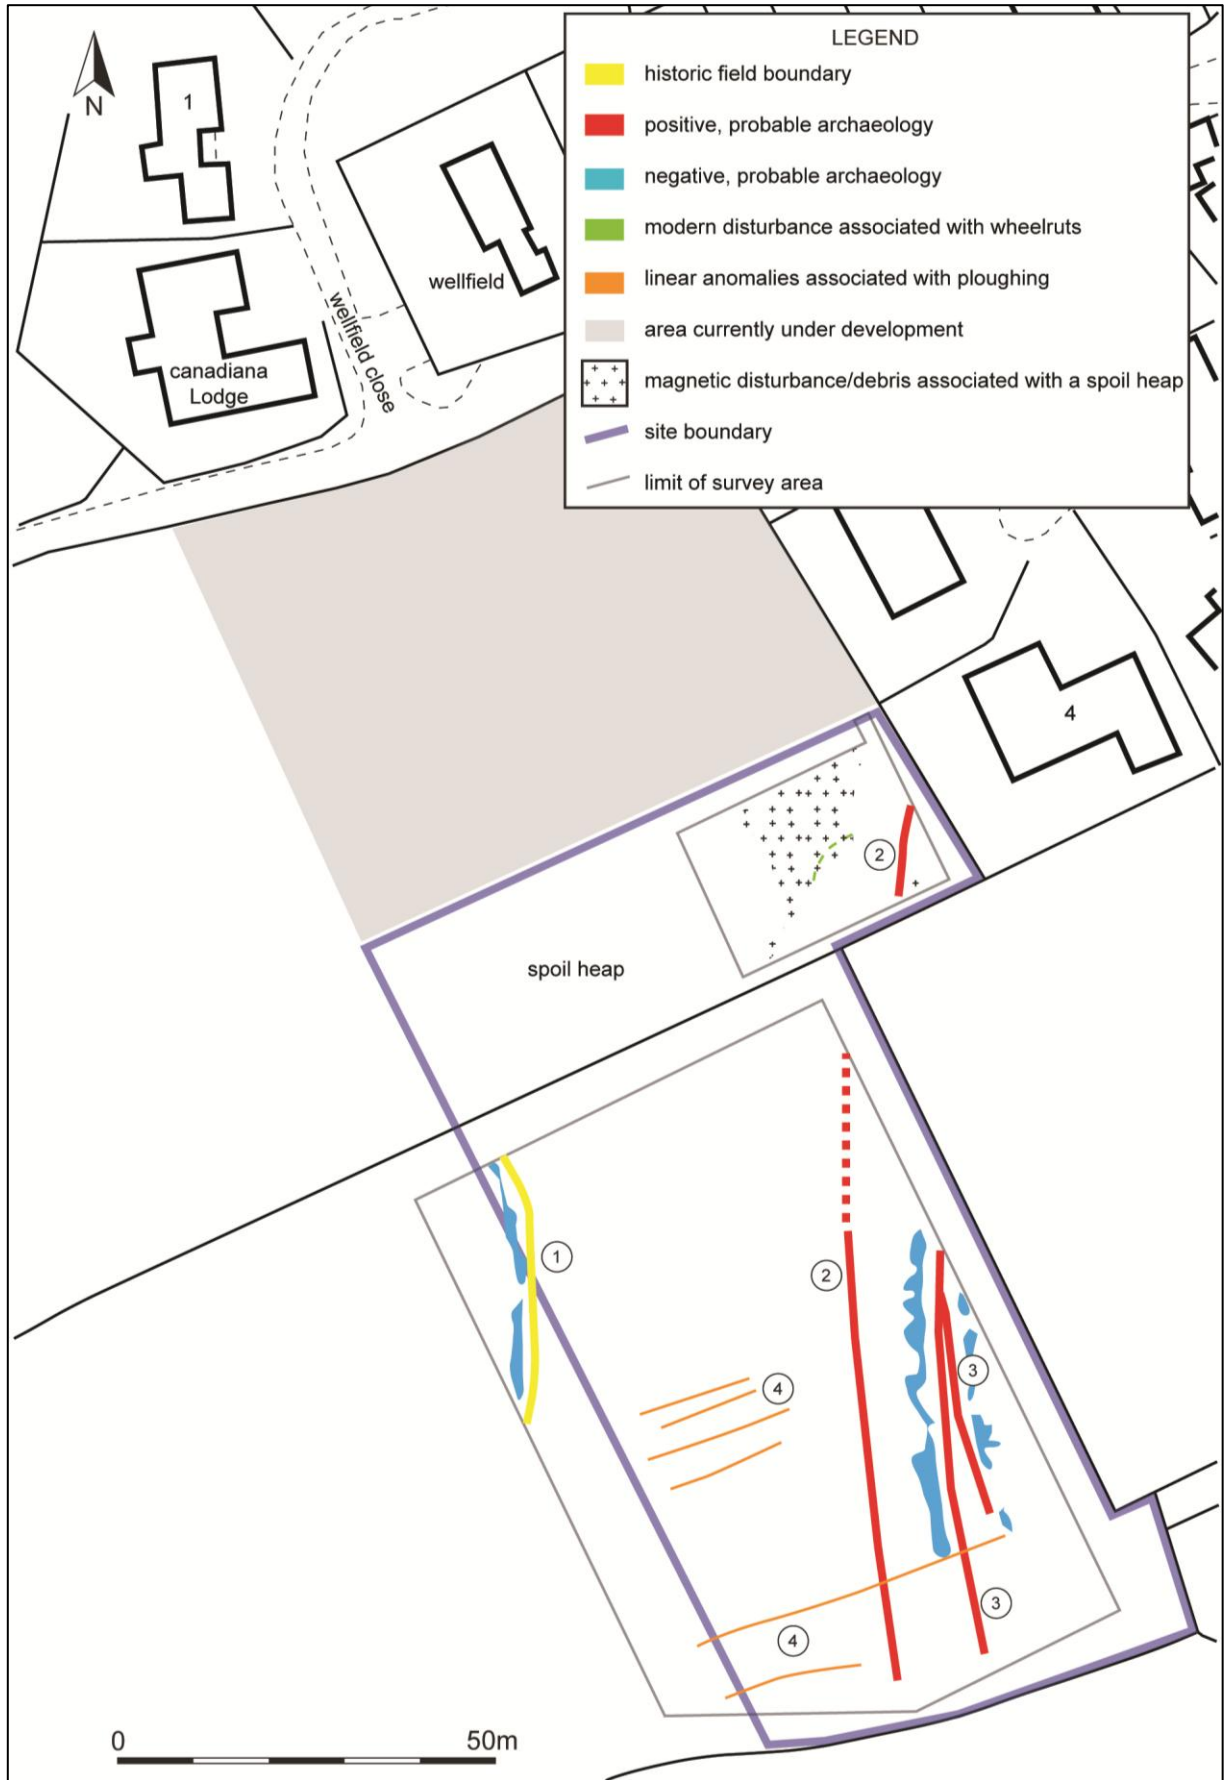 LEGEND
historic field boundary
positive, probable archaeology
negative, probable archaeology
modern disturbance associated with wheelruts
linear anomalies associated with ploughing
area currently under development
magnetic disturbance/debris associated with a spoil heap
site boundary
limit of survey area
N
1
wellfield
wellfield close
canadiana
Lodge
4
2
spoil heap
1
2
3
4
3
4
0
50m